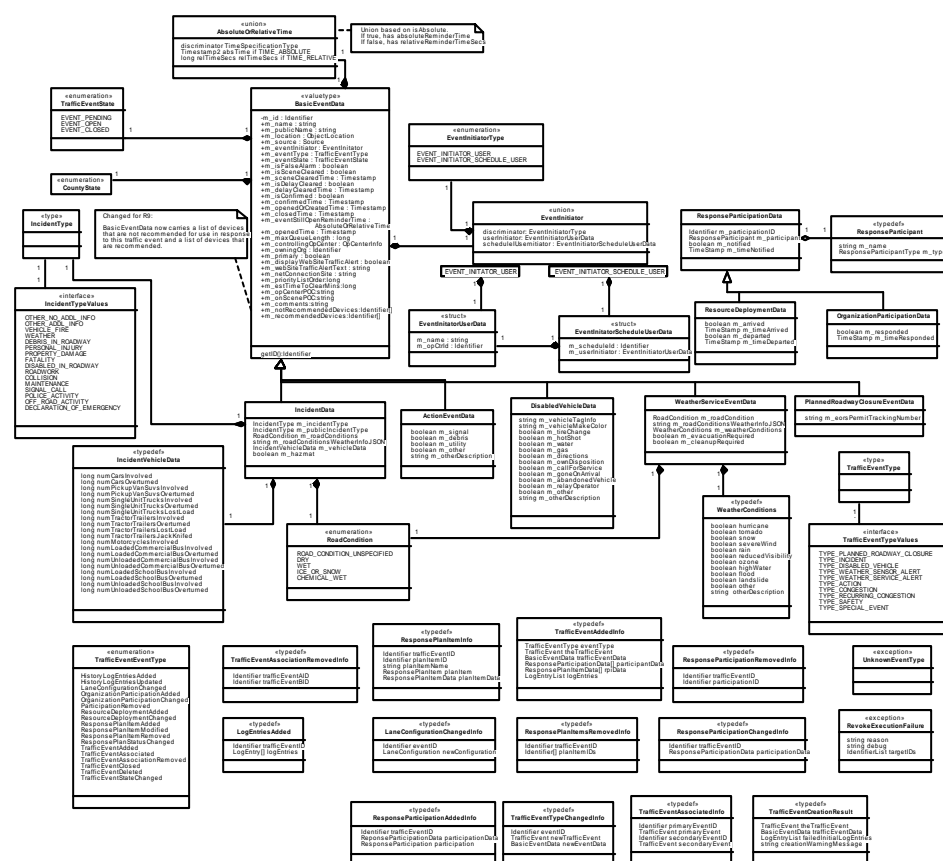 «union»
AbsoluteOrRelativeTime
discriminator TimeSpecificationType
Timestamp2 absTime if TIME_ABSOLUTE
long relTimeSecs relTimeSecs if TIME_RELATIVE
Union based on isAbsolute.
If true, has absoluteReminderTime
If false, has relativeReminderTimeSecs
«enumeration»
TrafficEventState
EVENT_PENDING
EVENT_OPEN
EVENT_CLOSED
«enumeration»
CountyState
«valuetype»
BasicEventData
-m_id : Identifier
+m_name : string
+m_publicName : string
+m_location : ObjectLocation
+m_source : Source
+m_eventInitiator : EventInitiator
+m_eventType : TrafficEventType
+m_eventState : TrafficEventState
+m_isFalseAlarm : boolean
+m_isSceneCleared : boolean
+m_sceneClearedTime : Timestamp
+m_isDelayCleared : boolean
+m_delayClearedTime : Timestamp
+m_isConfirmed : boolean
+m_confirmedTime : Timestamp
+m_openedOrCreatedTime : Timestamp
+m_closedTime : Timestamp
+m_eventStillOpenReminderTime :
AbsoluteOrRelativeTime
+m_openedTime : Timestamp
+m_maxQueueLength : long
+m_controllingOpCenter : OpCenterInfo
+m_owningOrg : Identifier
+m_primary : boolean
+m_displayWebSiteTrafficAlert : boolean
+m_webSiteTrafficAlertText : string
+m_netConnectionSite : string
+m_priorityListOrder:long
+m_estTimeToClearMins:long
+m_opCenterPOC:string
+m_onScenePOC:string
+m_comments:string
+m_notRecommendedDevices:Identifier[]
+m_recommendedDevices:Identifier[]
getID():Identifier
«enumeration»
EventInitiatorType
EVENT_INITIATOR_USER
EVENT_INITIATOR_SCHEDULE_USER
«type»
IncidentType
Changed for R9:
BasicEventData now carries a list of devices
that are not recommended for use in response
to this traffic event and a list of devices that
are recommended.
«union»
EventInitiator
discriminator: EventInitiatorType
userInitiator: EventInitiatorUserData
scheduleUserInitiator: EventInitiatorScheduleUserData
EVENT_INITATOR_USER
EVENT_INITIATOR_SCHEDULE_USER
ResponseParticipationData
Identifier m_participationID
ResponseParticipant m_participant
boolean m_notified
TimeStamp m_timeNotified
«typedef»
ResponseParticipant
string m_name
ResponseParticipantType m_type
«interface»
IncidentTypeValues
OTHER_NO_ADDL_INFO
OTHER_ADDL_INFO
VEHICLE_FIRE
WEATHER
DEBRIS_IN_ROADWAY
PERSONAL_INJURY
PROPERTY_DAMAGE
FATALITY
DISABLED_IN_ROADWAY
ROADWORK
COLLISION
MAINTENANCE
SIGNAL_CALL
POLICE_ACTIVITY
OFF_ROAD_ACTIVITY
DECLARATION_OF_EMERGENCY
«struct»
EventInitiatorUserData
m_name : string
m_opCtrId : Identifier
«struct»
EventInitiatorScheduleUserData
m_scheduleId : Identifier
m_userInitiator : EventInitiatorUserData
ResourceDeploymentData
boolean m_arrived
TimeStamp m_timeArrived
boolean m_departed
TimeStamp m_timeDeparted
OrganizationParticipationData
boolean m_responded
TimeStamp m_timeResponded
IncidentData
IncidentType m_incidentType
IncidentType m_publicIncidentType
RoadCondition m_roadConditions
string m_roadConditionsWeatherInfoJSON
IncidentVehicleData m_vehicleData
boolean m_hazmat
ActionEventData
boolean m_signal
boolean m_debris
boolean m_utility
boolean m_other
string m_otherDescription
DisabledVehicleData
string m_vehicleTagInfo
string m_vehicleMakeColor
boolean m_tireChange
boolean m_hotShot
boolean m_water
boolean m_gas
boolean m_directions
boolean m_ownDisposition
boolean m_callForService
boolean m_goneOnArrival
boolean m_abandonedVehicle
boolean m_relayOperator
boolean m_other
string m_otherDescription
WeatherServiceEventData
RoadCondition m_roadCondition
string m_roadConditionsWeatherInfoJSON
WeatherConditions m_weatherConditions
boolean m_evacuationRequired
boolean m_cleanupRequired
PlannedRoadwayClosureEventData
string m_eorsPermitTrackingNumber
«typedef»
IncidentVehicleData
long numCarsInvolved
long numCarsOverturned
long numPickupVanSuvsInvolved
long numPickupVanSuvsOverturned
long numSingleUnitTrucksInvolved
long numSingleUnitTrucksOverturned
long numSingleUnitTrucksLostLoad
long numTractorTrailersInvolved
long numTractorTrailersOverturned
long numTractorTrailersLostLoad
long numTractorTrailersJackKnifed
long numMotorcyclesInvolved
long numLoadedCommercialBusInvolved
long numLoadedCommercialBusOverturned
long numUnloadedCommercialBusInvolved
long numUnloadedCommercialBusOverturned
long numLoadedSchoolBusInvolved
long numLoadedSchoolBusOverturned
long numUnloadedSchoolBusInvolved
long numUnloadedSchoolBusOverturned
«enumeration»
RoadCondition
ROAD_CONDITION_UNSPECIFIED
DRY
WET
ICE_OR_SNOW
CHEMICAL_WET
«typedef»
WeatherConditions
boolean hurricane
boolean tornado
boolean snow
boolean severeWind
boolean rain
boolean reducedVisibility
boolean ozone
boolean highWater
boolean flood
boolean landslide
boolean other
string otherDescription
«type»
TrafficEventType
«interface»
TrafficEventTypeValues
TYPE_PLANNED_ROADWAY_CLOSURE
TYPE_INCIDENT
TYPE_DISABLED_VEHICLE
TYPE_WEATHER_SENSOR_ALERT
TYPE_WEATHER_SERVICE_ALERT
TYPE_ACTION
TYPE_CONGESTION
TYPE_RECURRING_CONGESTION
TYPE_SAFETY
TYPE_SPECIAL_EVENT
«enumeration»
TrafficEventEventType
HistoryLogEntriesAdded
HistoryLogEntriesUpdated
LaneConfigurationChanged
OrganizationParticipationAdded
OrganizationParticipationChanged
ParticipationRemoved
ResourceDeploymentAdded
ResourceDeploymentChanged
ResponsePlanItemAdded
ResponsePlanItemModified
ResponsePlanItemRemoved
ResponsePlanStatusChanged
TrafficEventAdded
TrafficEventAssociated
TrafficEventAssociationRemoved
TrafficEventClosed
TrafficEventDeleted
TrafficEventStateChanged
«typedef»
TrafficEventAssociationRemovedInfo
Identifier trafficEventAID
Identifier trafficEventBID
«typedef»
ResponsePlanItemInfo
Identifier trafficEventID
Identifier planItemID
string planItemName
ResponsePlanItem planItem
ResponsePlanItemData planItemData
«typedef»
TrafficEventAddedInfo
TrafficEventType eventType
TrafficEvent theTrafficEvent
BasicEventData trafficEventData
ResponseParticipationData[] participantData
ResponsePlanItemData[] rpiData
LogEntryList logEntries
«typedef»
ResponseParticipationRemovedInfo
Identifier trafficEventID
Identifier participationID
«exception»
UnknownEventType
«typedef»
LogEntriesAdded
Identifier trafficEventID
LogEntry[] logEntries
«typedef»
LaneConfigurationChangedInfo
Identifier eventID
LaneConfiguration newConfiguration
«typedef»
ResponsePlanItemsRemovedInfo
Identifier trafficEventID
Identifier[] planItemIDs
«typedef»
ResponseParticipationChangedInfo
Identifier trafficEventID
ResponseParticipationData participationData
«exception»
RevokeExecutionFailure
string reason
string debug
IdentifierList targetIDs
«typedef»
ResponseParticipationAddedInfo
Identifier trafficEventID
ReponseParticipationData participationData
ResponseParticipation participation
«typedef»
TrafficEventTypeChangedInfo
Identifier eventID
TrafficEvent newTrafficEvent
BasicEventData newEventData
«typedef»
TrafficEventAssociatedInfo
Identifier primaryEventID
TrafficEvent primaryEvent
Identifier secondaryEventID
TrafficEvent secondaryEvent
«typedef»
TrafficEventCreationResult
TrafficEvent theTrafficEvent
BasicEventData trafficEventData
LogEntryList failedInitialLogEntries
string creationWarningMessage